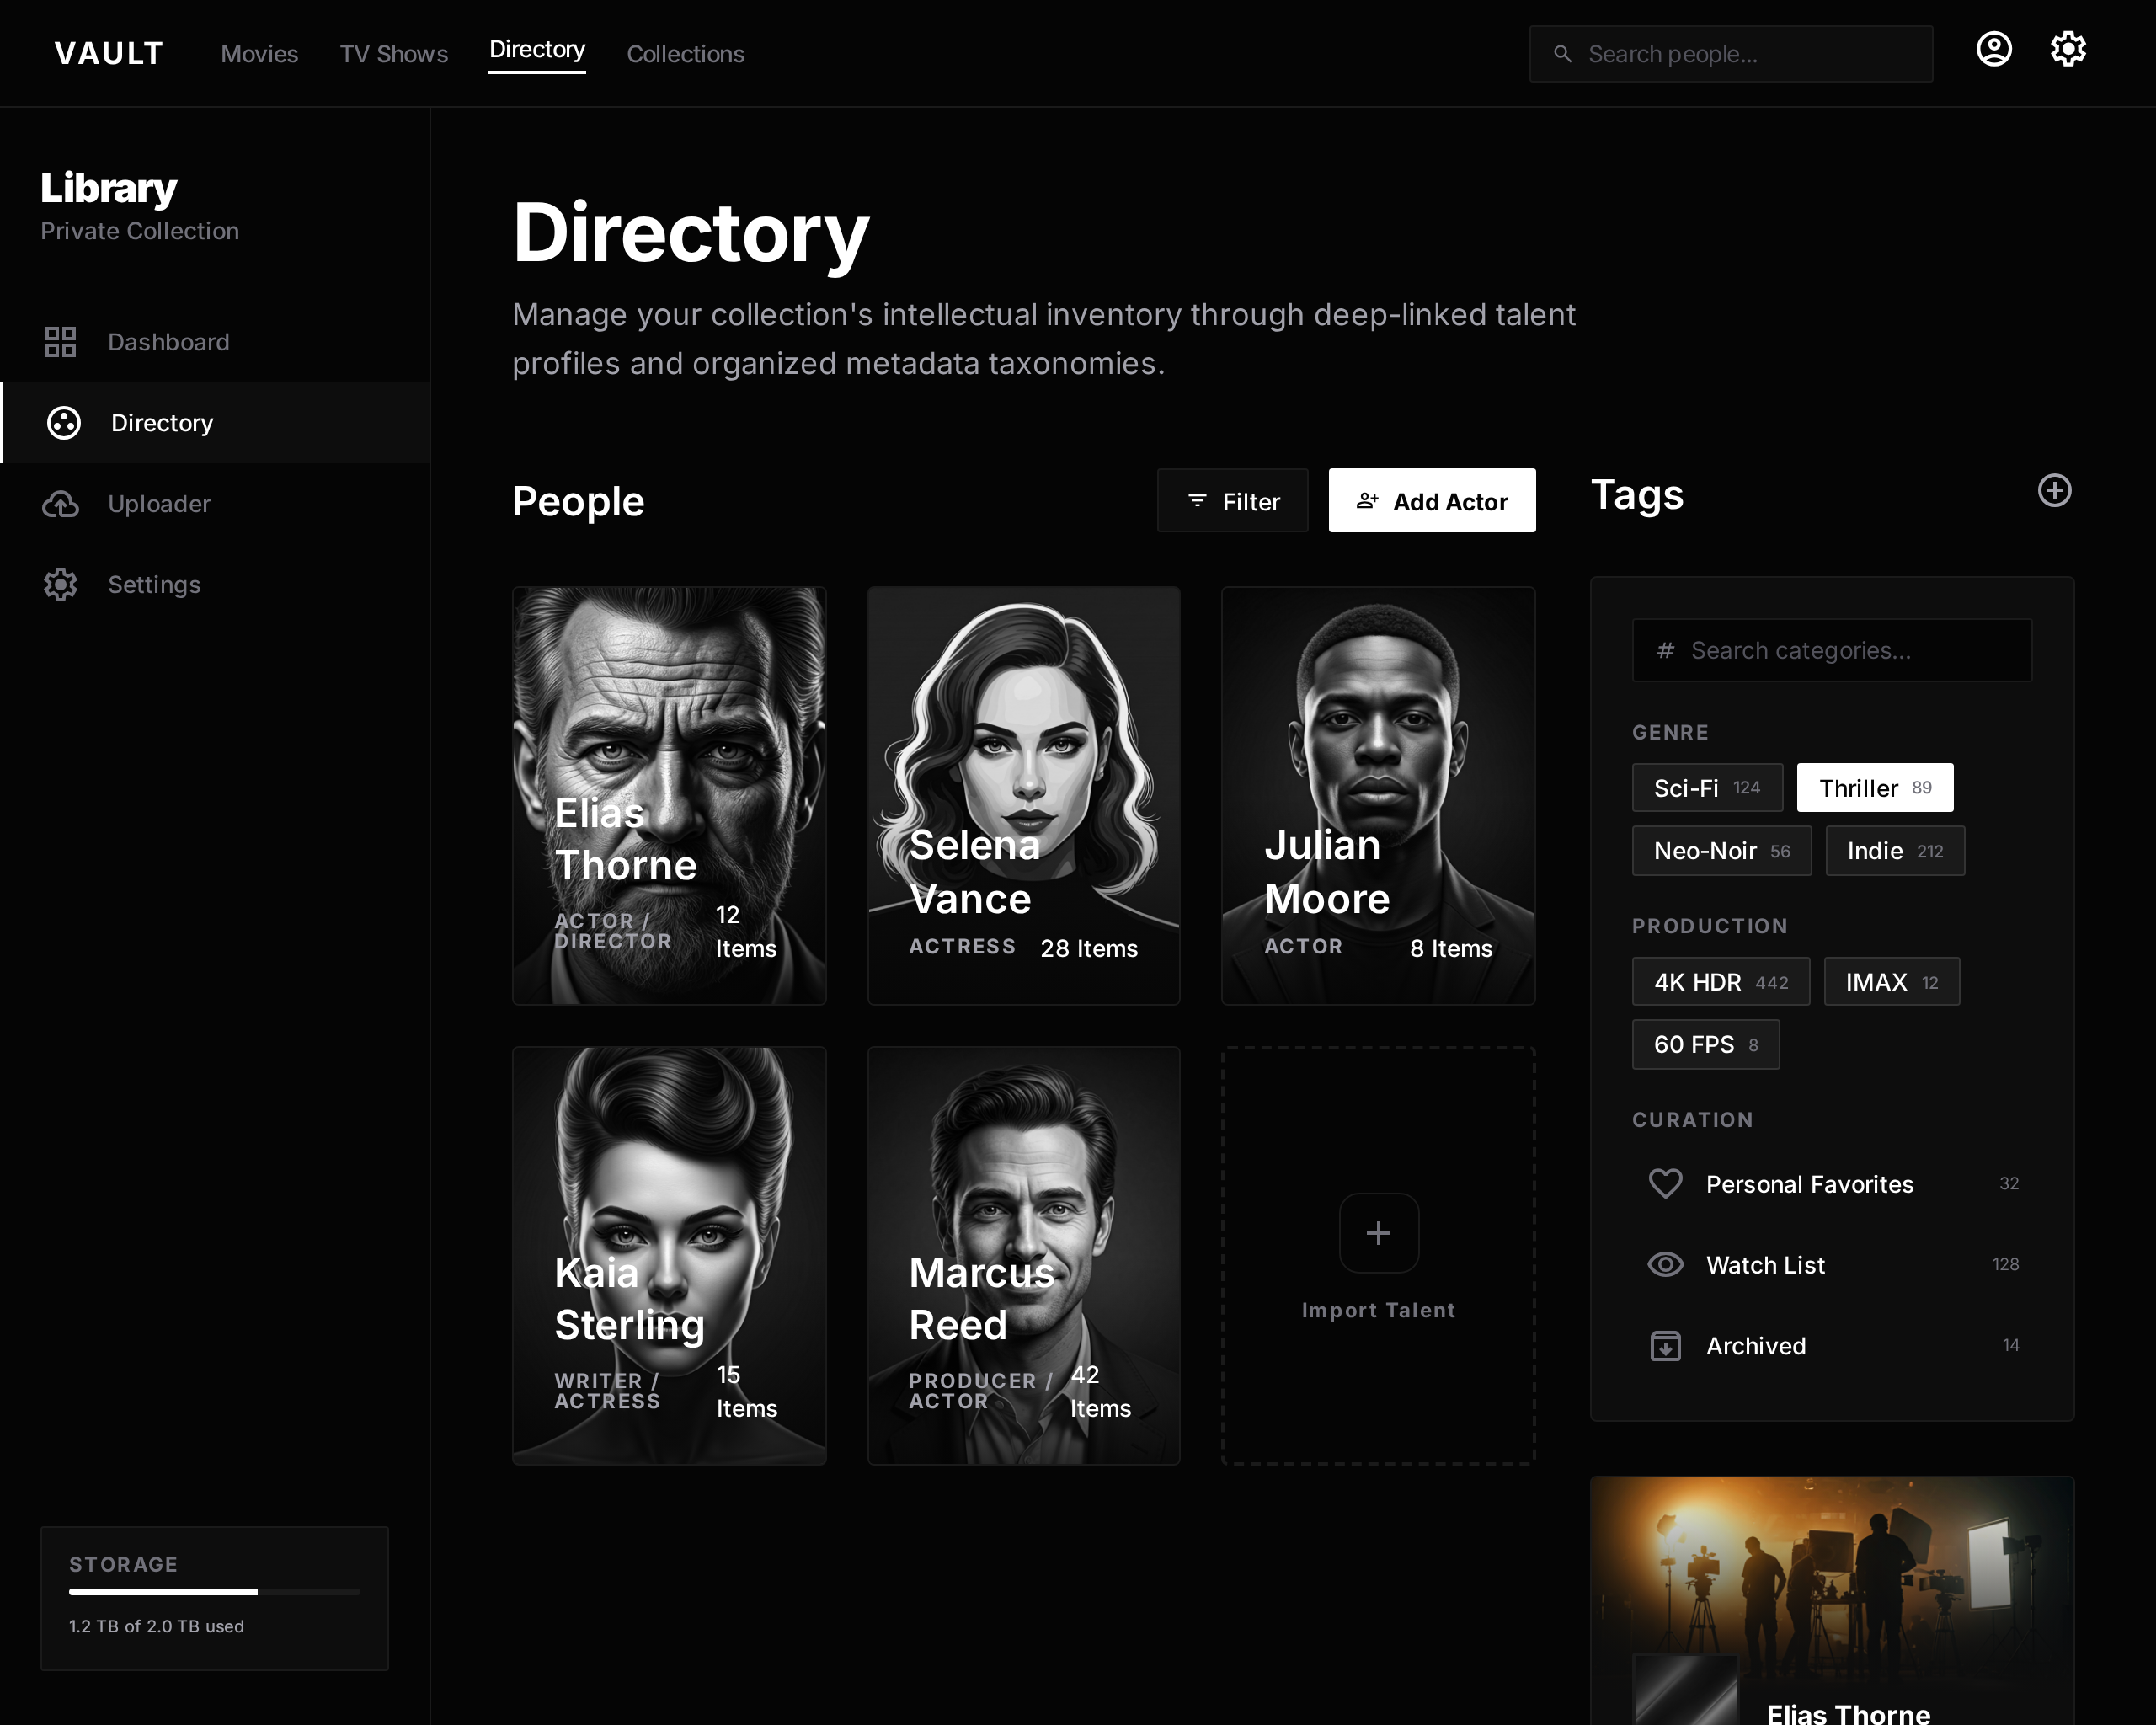 VAULT
Movies
TV Shows
Directory
Collections
Search people...
Library
Private Collection
Dashboard
Directory
Uploader
Settings
STORAGE
1.2 TB of 2.0 TB used
Directory
Manage your collection's intellectual inventory through deep-linked talent
profiles and organized metadata taxonomies.
People
Filter
Add Actor
Elias
Thorne
ACTOR /
DIRECTOR
12
Items
Selena
Vance
ACTRESS
28 Items
Julian
Moore
ACTOR
8 Items
Kaia
Sterling
WRITER /
ACTRESS
15
Items
Marcus
Reed
PRODUCER /
ACTOR
42
Items
Import Talent
Tags
# Search categories...
GENRE
Sci-Fi 124
Thriller 89
Neo-Noir 56
Indie 212
PRODUCTION
4K HDR 442
IMAX 12
60 FPS 8
CURATION
Personal Favorites 32
Watch List 128
Archived 14
Elias Thorne